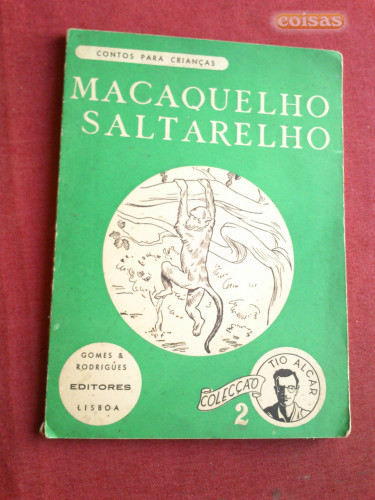 coisas
CONTOS PARA CRIANÇAS
MACAQUELHO
SALTARELHO
GOMES &
RODRIGUES
EDITORES
LISBOA
COLECÇÃO
2
TIO ALCAR